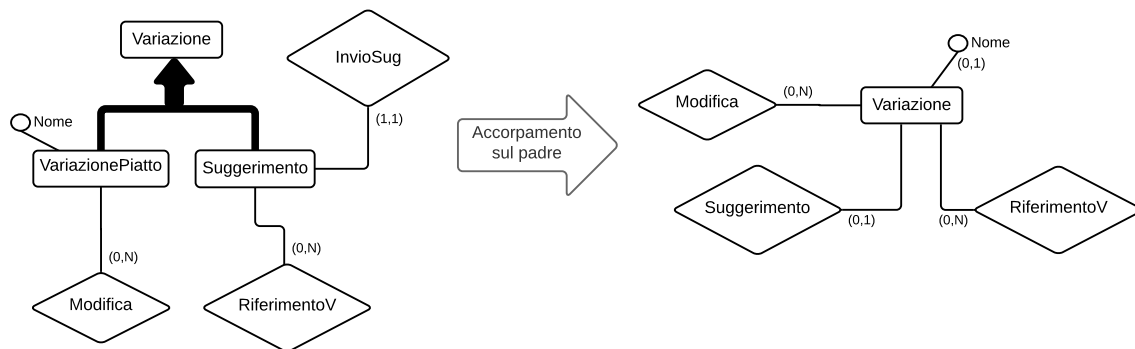 Variazione
InvioSug
(1,1)
Nome
VariazionePiatto
Suggerimento
(0,N)
Modifica
(0,N)
RiferimentoV
Accorpamento
sul padre
Nome
(0,1)
Modifica
(0,N)
Variazione
Suggerimento
(0,1)
(0,N)
RiferimentoV